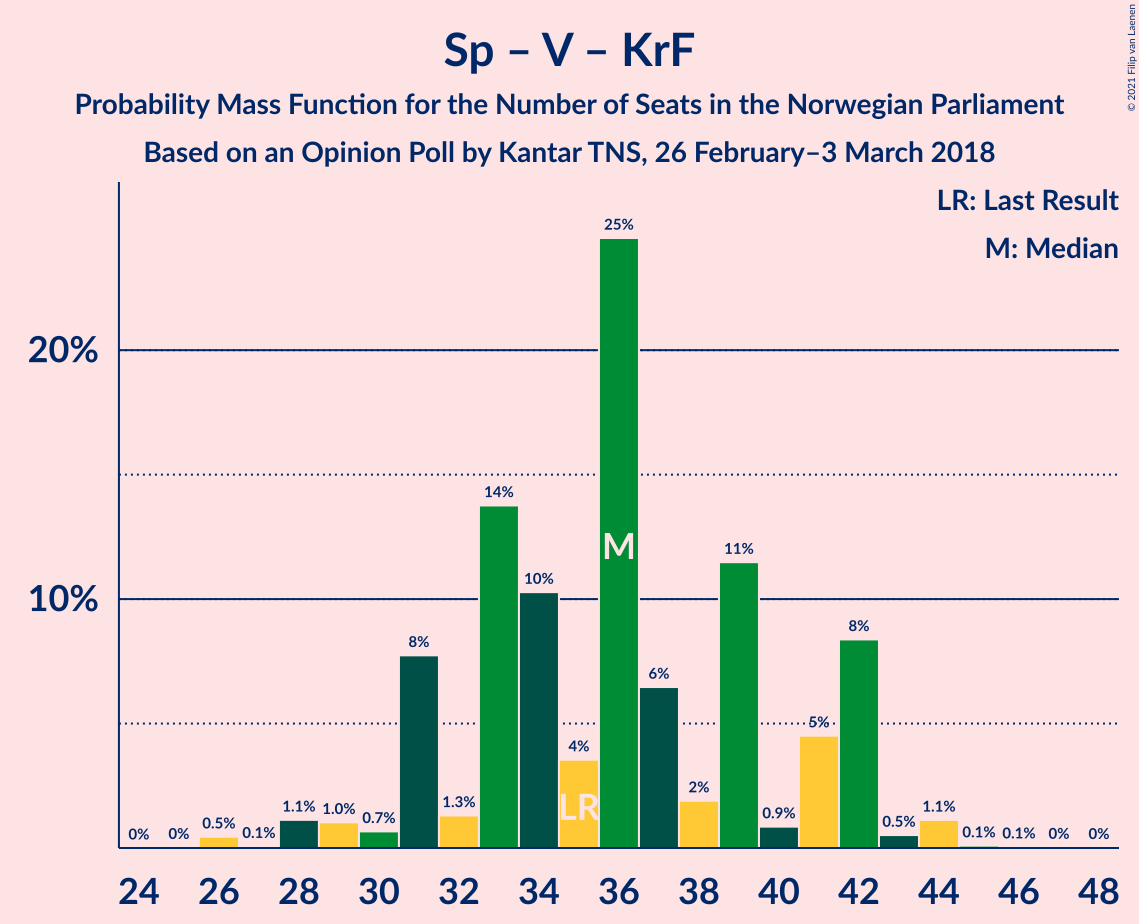 Sp – V – KrF
Probability Mass Function for the Number of Seats in the Norwegian Parliament
Based on an Opinion Poll by Kantar TNS, 26 February–3 March 2018
© 2021 Filip van Laenen
LR: Last Result
M: Median
20%
10%
0% 0% 0.5% 0.1% 1.1% 1.0% 0.7% 8% 1.3% 14% 10% 4% 25% 6% 2% 11% 0.9% 5% 8% 0.5% 1.1% 0.1% 0.1% 0% 0%
M
LR
24 26 28 30 32 34 36 38 40 42 44 46 48